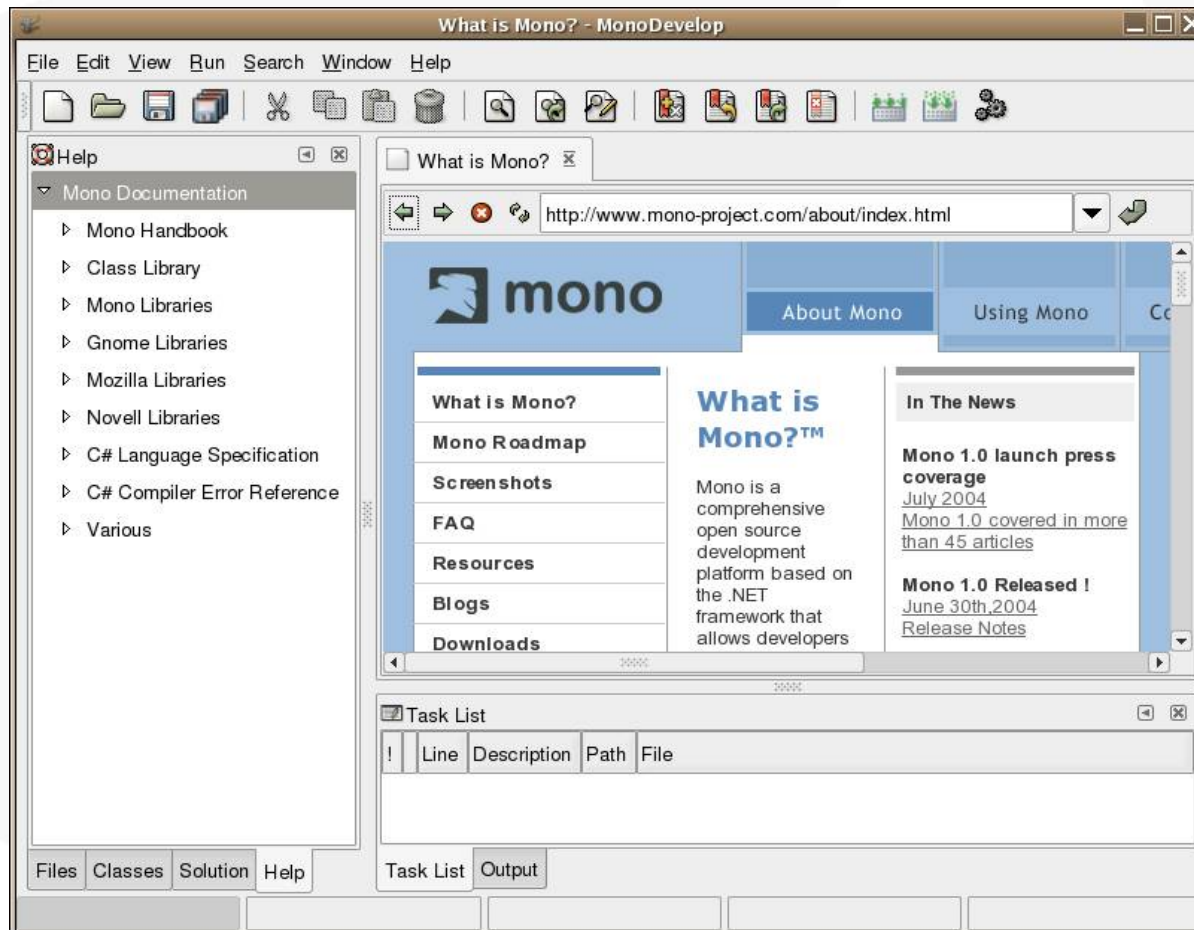 What is Mono? - MonoDevelop
File Edit View Run Search Window Help
Help
Mono Documentation
Mono Handbook
Class Library
Mono Libraries
Gnome Libraries
Mozilla Libraries
Novell Libraries
C# Language Specification
C# Compiler Error Reference
Various
Files Classes Solution Help
What is Mono?
http://www.mono-project.com/about/index.html
mono
About Mono
Using Mono
Co
What is Mono?
Mono Roadmap
Screenshots
FAQ
Resources
Blogs
Downloads
What is
Mono?™
Mono is a
comprehensive
open source
development
platform based on
the .NET
framework that
allows developers
In The News
Mono 1.0 launch press
coverage
July 2004
Mono 1.0 covered in more
than 45 articles
Mono 1.0 Released !
June 30th,2004
Release Notes
Task List
! Line Description Path File
Task List Output